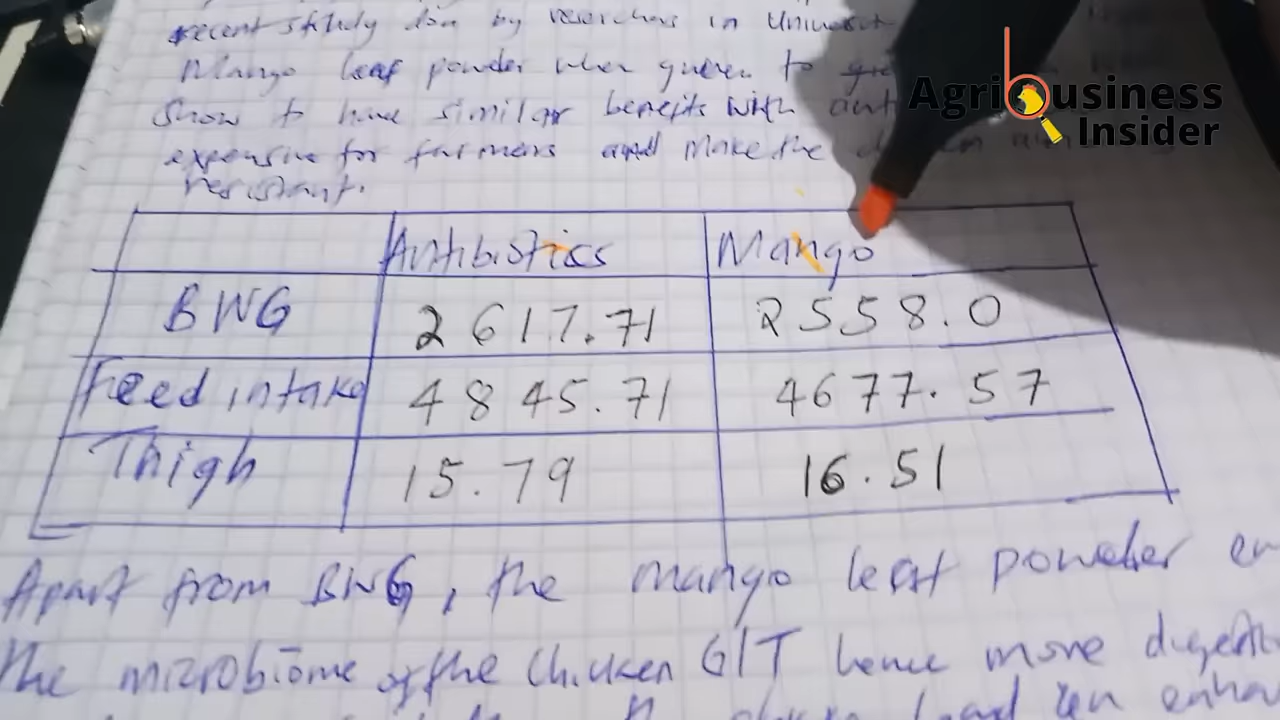 recent study don by researchers in
Mango leaf powder when given to
Show to have similar benefits with
expensive for farmers and make the
resistant.
Agribusiness
Insider
Antibiotics Mango
BWG 2617.71 2558.0
Feed intake 4845.71 4677.57
Thigh 15.79 16.51
Apart from BWG, the mango leaf powder
The microbiome of the chicken GIT hence more